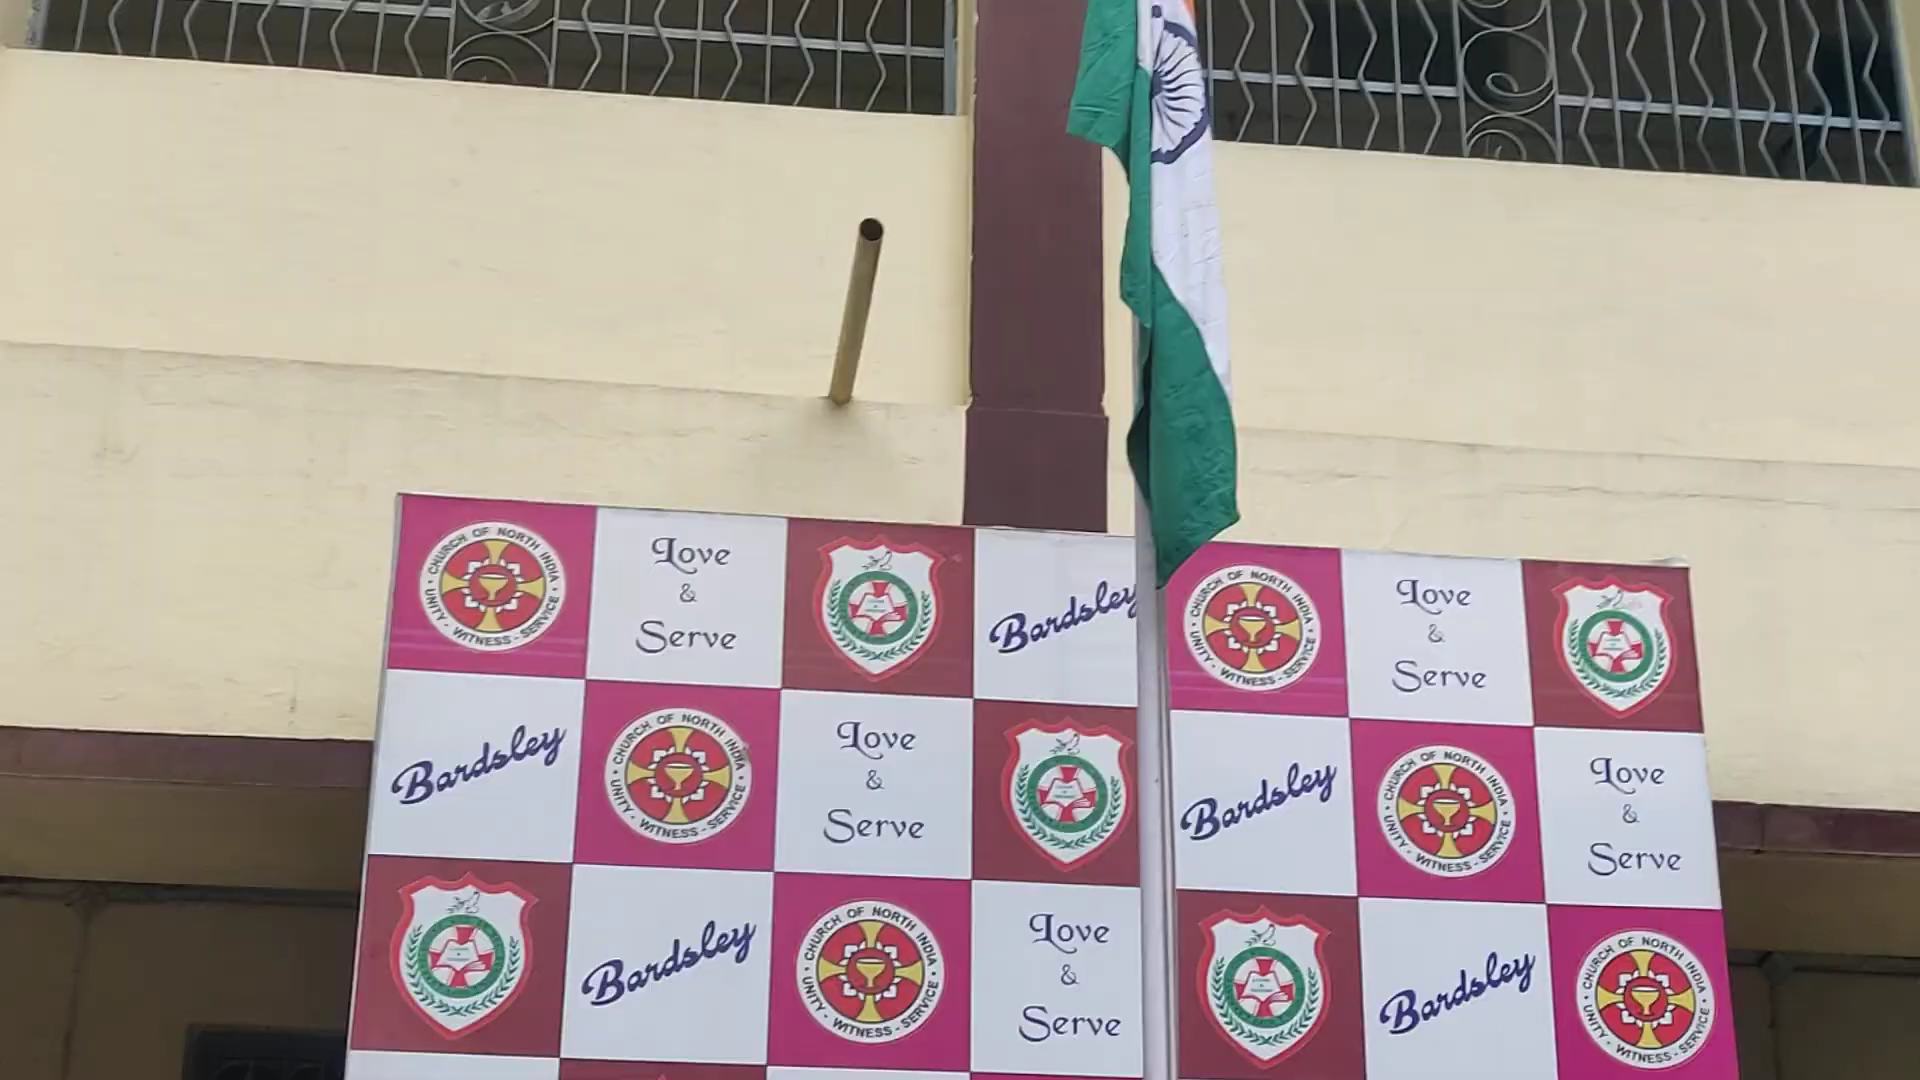 CHURCH OF NORTH INDIA
UNITY - WITNESS - SERVICE
Love
&
Serve
Bardsley
CHURCH OF NORTH INDIA
UNITY - WITNESS - SERVICE
Love
&
Serve
Bardsley
CHURCH OF NORTH INDIA
UNITY - WITNESS - SERVICE
Love
&
Serve
Bardsley
CHURCH OF NORTH INDIA
UNITY - WITNESS - SERVICE
Love
&
Serve
Bardsley
CHURCH OF NORTH INDIA
UNITY - WITNESS - SERVICE
Love
&
Serve
Bardsley
CHURCH OF NORTH INDIA
UNITY - WITNESS - SERVICE